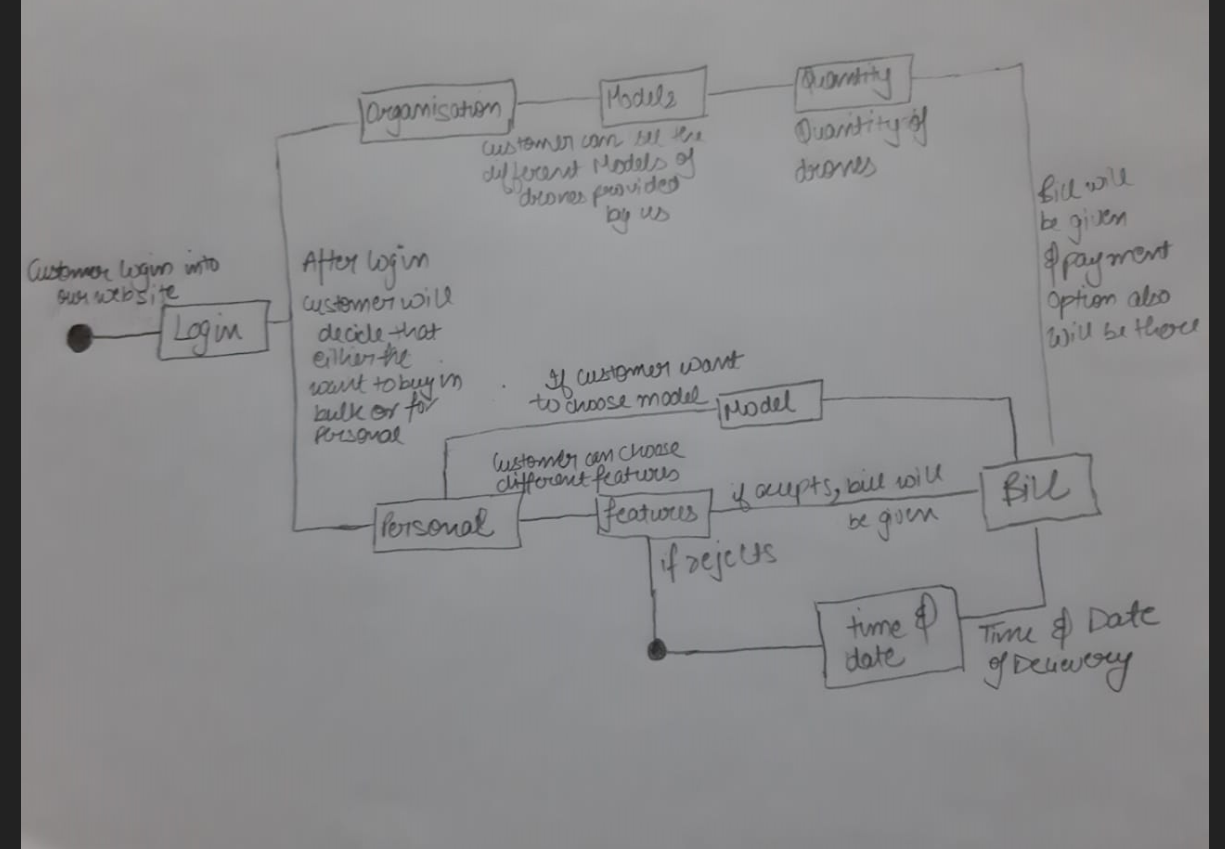 Organisation
Models
Quantity
Customer can see the
different Models of
drones provided
by us
Quantity of
drones
Bill will
be given
& payment
Option also
will be there
Customer login into
our website
Login
After login
customer will
decide that
either the
want to buy in
bulk or for
Personal
If customer want
to choose model
Model
Customer can choose
different features
Personal
features
if accepts, bill will
be given
Bill
if rejects
time &
date
Time & Date
of Delivery